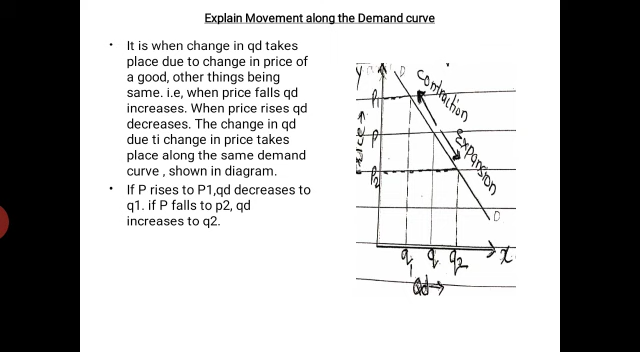 Explain Movement along the Demand curve
• It is when change in qd takes
place due to change in price of
a good, other things being
same. i.e, when price falls qd
increases. When price rises qd
decreases. The change in qd
due ti change in price takes
place along the same demand
curve , shown in diagram.
• If P rises to P1,qd decreases to
q1. if P falls to p2, qd
increases to q2.
y
D
contraction
P1
P
Expansion
P2
D
q1 q q2 x
Qd→